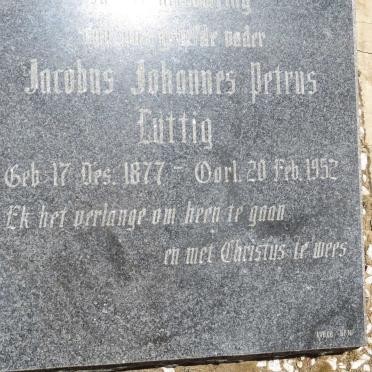 vader
Jacobus Johannes Petrus
Luttig
Geb. 17 Des. 1877 - Oorl. 20 Feb. 1952
Ek het verlange om heen te gaan
en met Christus te wees